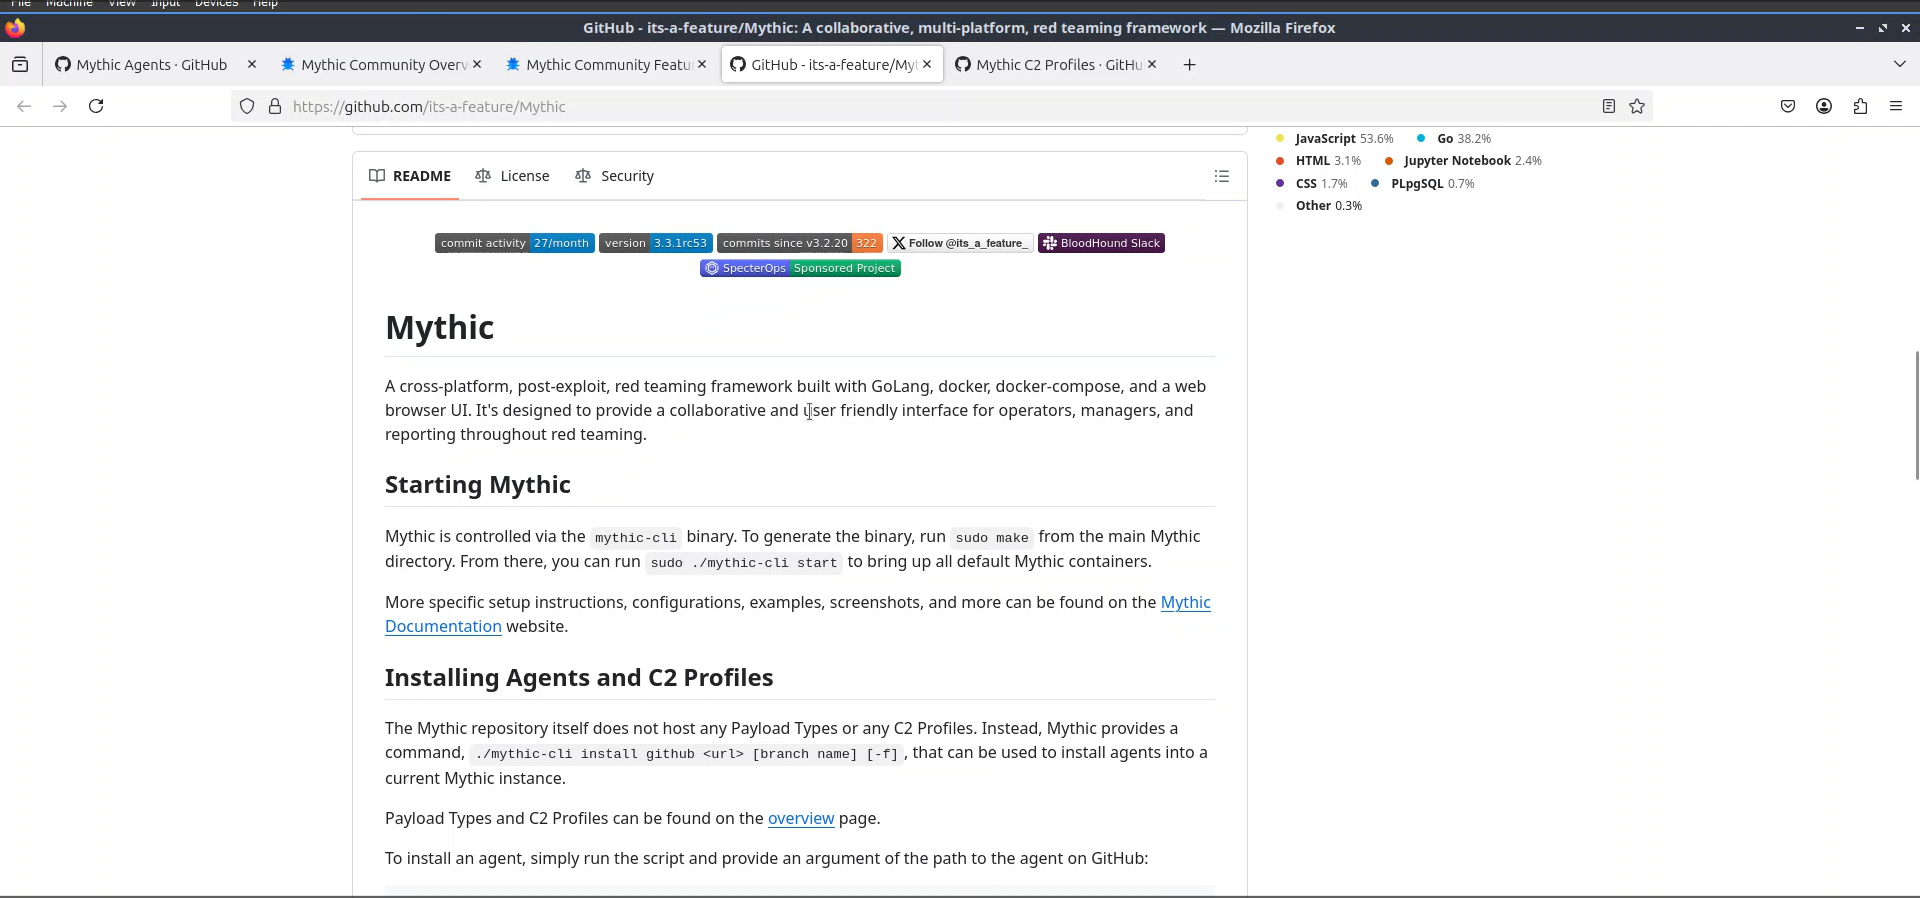 File Machine View Input Devices Help
GitHub - its-a-feature/Mythic: A collaborative, multi-platform, red teaming framework — Mozilla Firefox
Mythic Agents · GitHub
Mythic Community Overv
Mythic Community Featu
GitHub - its-a-feature/Myt
Mythic C2 Profiles · GitHu
https://github.com/its-a-feature/Mythic
JavaScript 53.6% Go 38.2%
HTML 3.1% Jupyter Notebook 2.4%
CSS 1.7% PLpgSQL 0.7%
Other 0.3%
README License Security
commit activity 27/month version 3.3.1rc53 commits since v3.2.20 322 Follow @its_a_feature_ BloodHound Slack
SpecterOps Sponsored Project
Mythic
A cross-platform, post-exploit, red teaming framework built with GoLang, docker, docker-compose, and a web
browser UI. It's designed to provide a collaborative and user friendly interface for operators, managers, and
reporting throughout red teaming.
Starting Mythic
Mythic is controlled via the mythic-cli binary. To generate the binary, run sudo make from the main Mythic
directory. From there, you can run sudo ./mythic-cli start to bring up all default Mythic containers.
More specific setup instructions, configurations, examples, screenshots, and more can be found on the Mythic
Documentation website.
Installing Agents and C2 Profiles
The Mythic repository itself does not host any Payload Types or any C2 Profiles. Instead, Mythic provides a
command, ./mythic-cli install github <url> [branch name] [-f], that can be used to install agents into a
current Mythic instance.
Payload Types and C2 Profiles can be found on the overview page.
To install an agent, simply run the script and provide an argument of the path to the agent on GitHub: